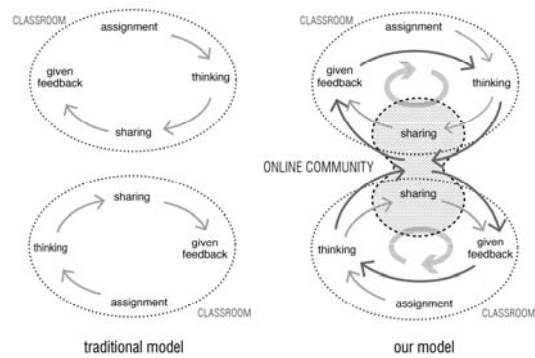 CLASSROOM
assignment
given
feedback
thinking
sharing
sharing
thinking
given
feedback
assignment
CLASSROOM
traditional model
CLASSROOM
assignment
given
feedback
thinking
sharing
ONLINE COMMUNITY
sharing
thinking
given
feedback
assignment
CLASSROOM
our model